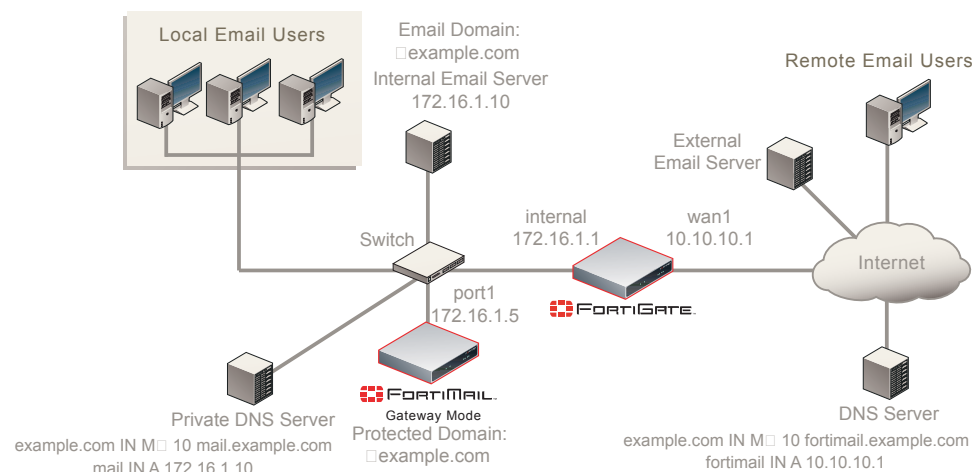 Local Email Users
Email Domain:
□example.com
Internal Email Server
172.16.1.10
Remote Email Users
External
Email Server
internal
172.16.1.1
wan1
10.10.10.1
Switch
Internet
port1
172.16.1.5
FORTIGATE
FORTIMAIL
Gateway Mode
Protected Domain:
□example.com
Private DNS Server
example.com IN M□ 10 mail.example.com
mail IN A 172.16.1.10
DNS Server
example.com IN M□ 10 fortimail.example.com
fortimail IN A 10.10.10.1